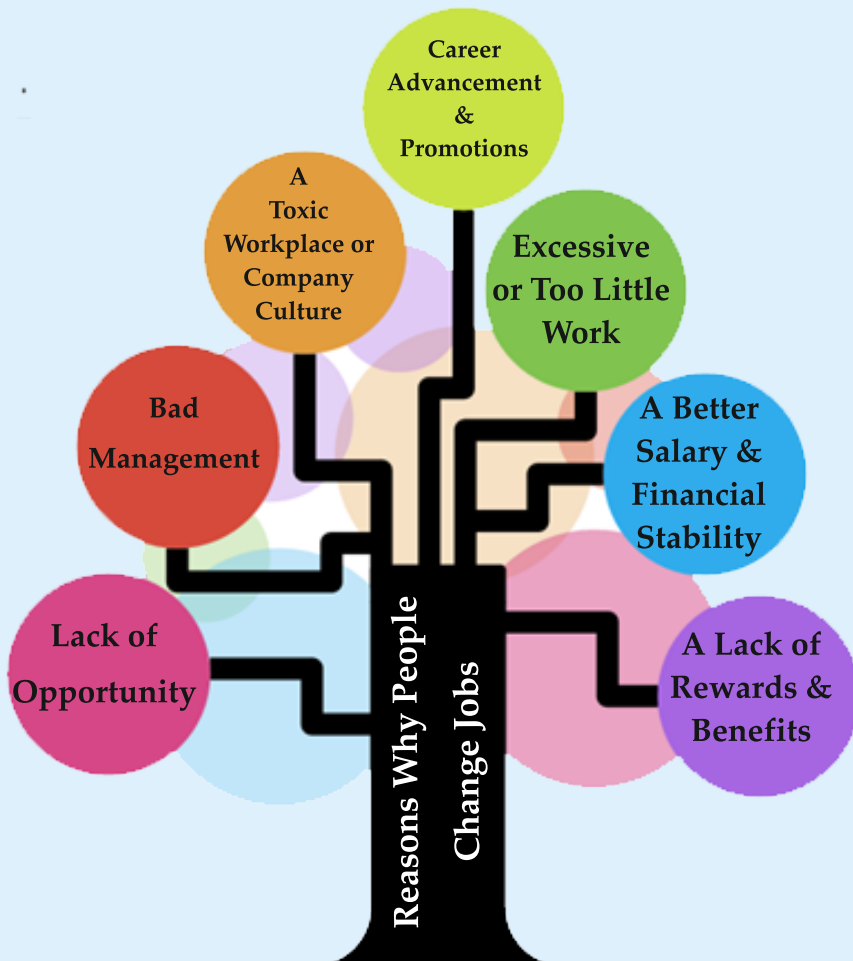 Career
Advancement
&
Promotions
A
Toxic
Workplace or
Company
Culture
Excessive
or Too Little
Work
Bad
Management
A Better
Salary &
Financial
Stability
Lack of
Opportunity
A Lack of
Rewards &
Benefits
Reasons Why People
Change Jobs